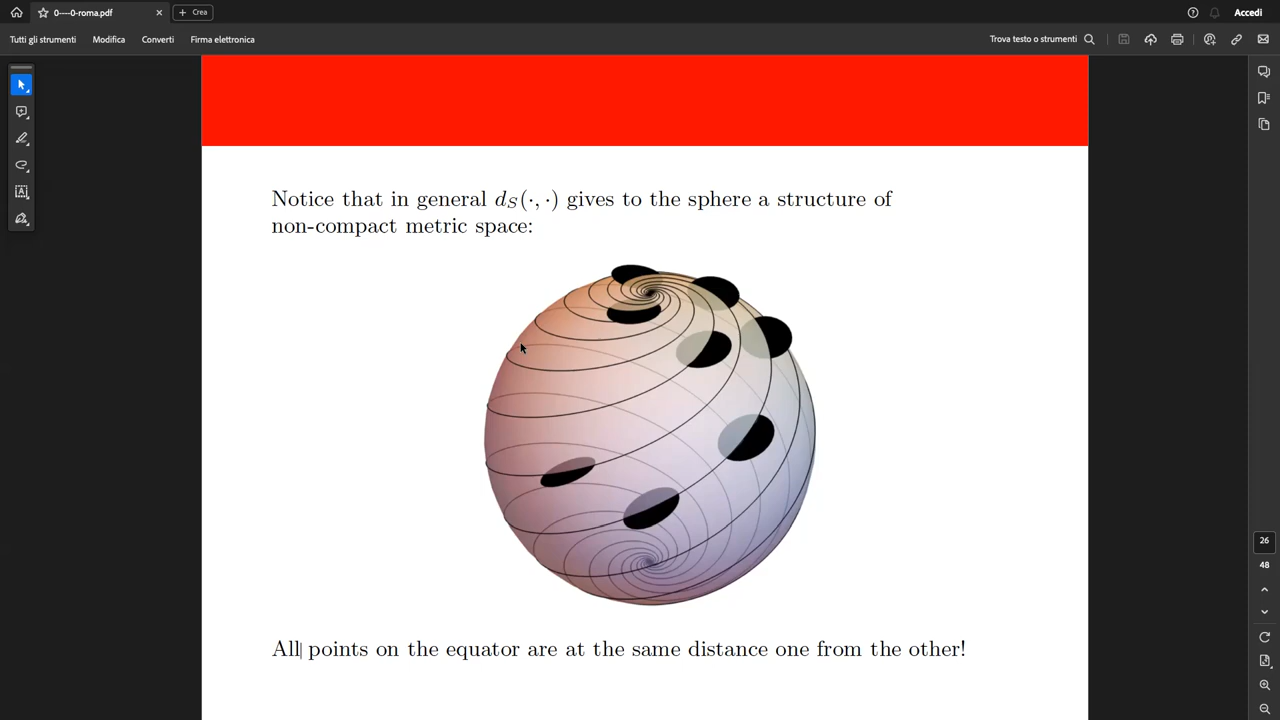 0----0-roma.pdf
Crea
Accedi
Tutti gli strumenti
Modifica
Converti
Firma elettronica
Trova testo o strumenti
Notice that in general d_S(·, ·) gives to the sphere a structure of
non-compact metric space:
All points on the equator are at the same distance one from the other!
26
48